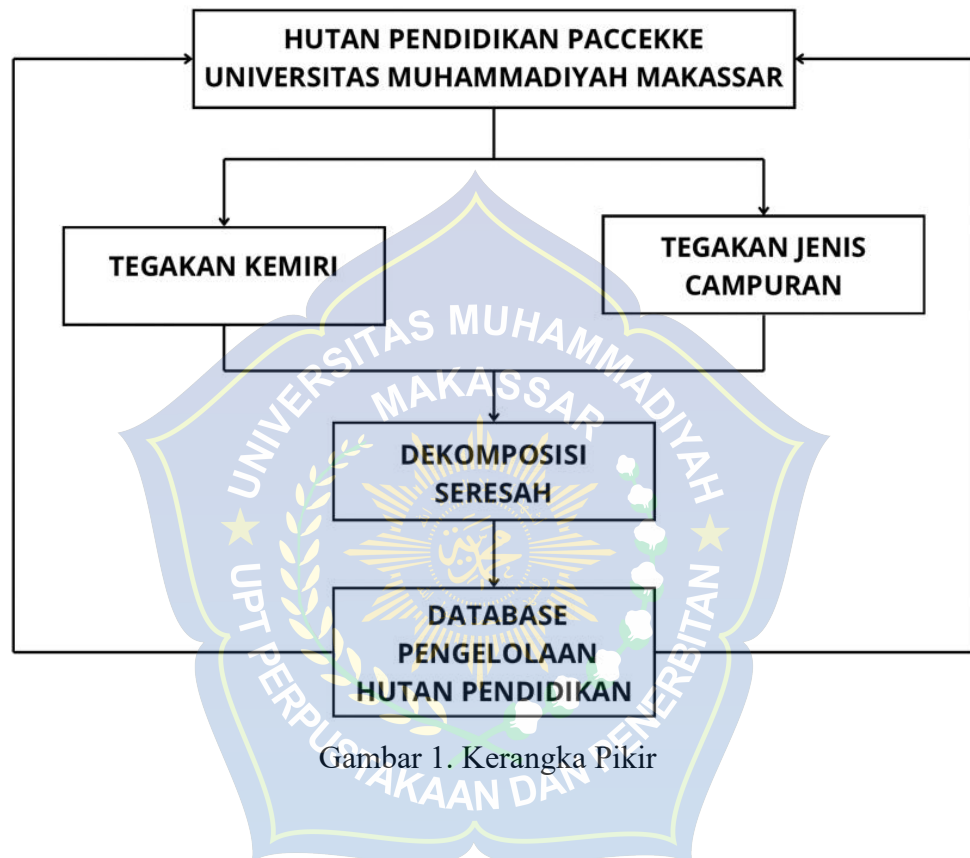 HUTAN PENDIDIKAN PACCEKKE
UNIVERSITAS MUHAMMADIYAH MAKASSAR
TEGAKAN KEMIRI
TEGAKAN JENIS
CAMPURAN
UNIVERSITAS MUHAMMADIYAH
MAKASSAR
DEKOMPOSISI
SERESAH
DATABASE
PENGELOLAAN
HUTAN PENDIDIKAN
UPT PERPUSTAKAAN DAN PENERBITAN
Gambar 1. Kerangka Pikir